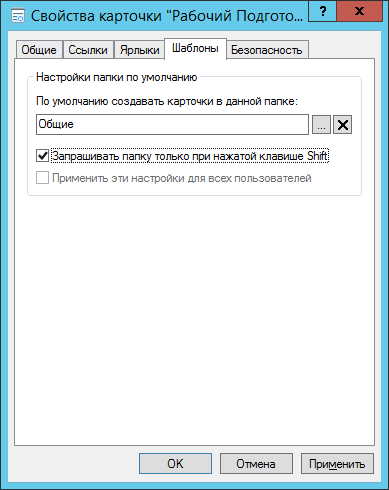 Свойства карточки "Рабочий Подгото...
?
Общие Ссылки Ярлыки Шаблоны Безопасность
Настройки папки по умолчанию
По умолчанию создавать карточки в данной папке:
Общие ...
Запрашивать папку только при нажатой клавише Shift
Применить эти настройки для всех пользователей
OK Отмена Применить